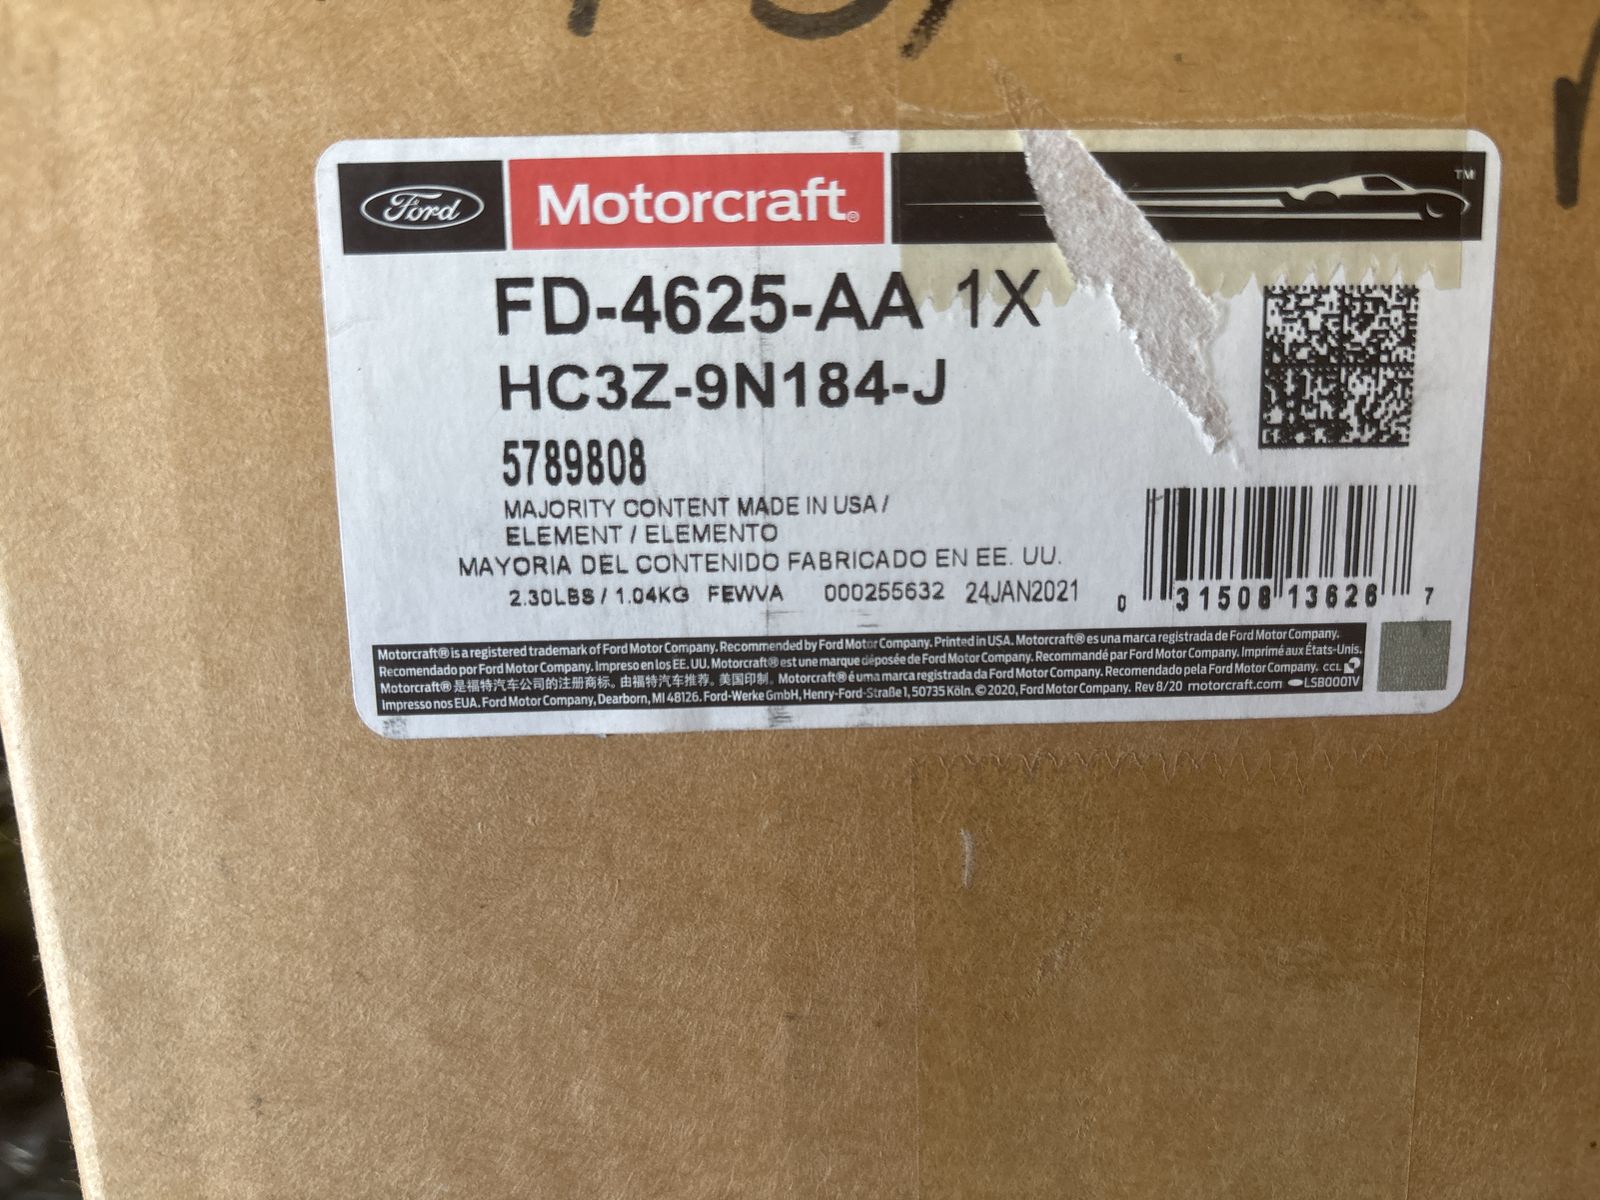 Ford Motorcraft® TM
FD-4625-AA 1X
HC3Z-9N184-J
5789808
MAJORITY CONTENT MADE IN USA /
ELEMENT / ELEMENTO
MAYORIA DEL CONTENIDO FABRICADO EN EE. UU.
2.30LBS / 1.04KG FEWVA 000255632 24JAN2021
0 31508 13626 7
Motorcraft® is a registered trademark of Ford Motor Company. Recommended by Ford Motor Company. Printed in USA. Motorcraft® es una marca registrada de Ford Motor Company.
Recomendado por Ford Motor Company. Impreso en los EE. UU. Motorcraft® est une marque déposée de Ford Motor Company. Recommandé par Ford Motor Company. Imprimé aux États-Unis.
Motorcraft® 是福特汽车公司的注册商标。由福特汽车推荐。美国印制。Motorcraft® é uma marca registrada da Ford Motor Company. Recomendado pela Ford Motor Company. CCL
Impresso nos EUA. Ford Motor Company, Dearborn, MI 48126. Ford-Werke GmbH, Henry-Ford-Straße 1, 50735 Köln. © 2020, Ford Motor Company. Rev 8/20 motorcraft.com LSB0001V